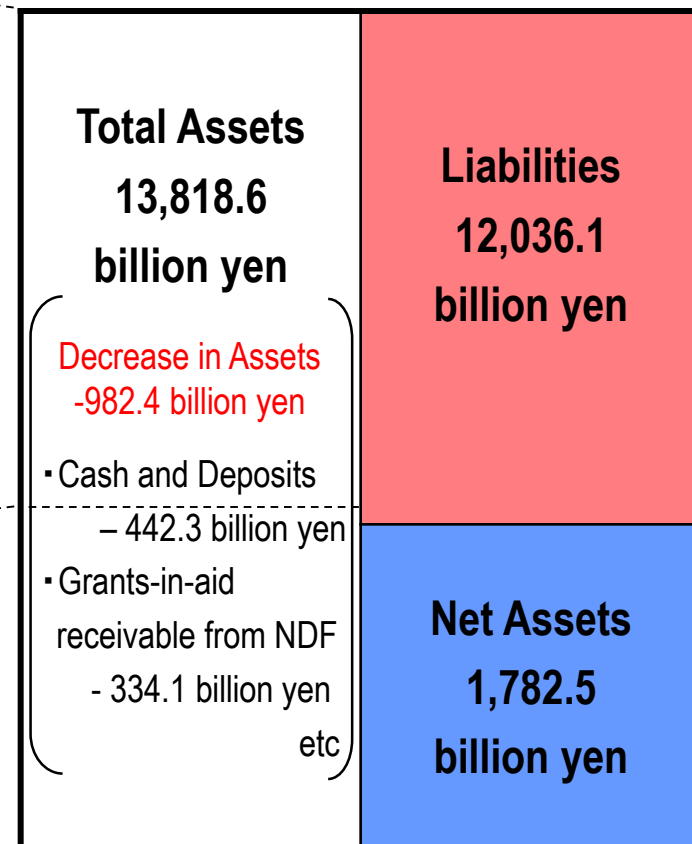 Total Assets
13,818.6
billion yen
Decrease in Assets
-982.4 billion yen
・Cash and Deposits
– 442.3 billion yen
・Grants-in-aid
receivable from NDF
- 334.1 billion yen
etc
Liabilities
12,036.1
billion yen
Net Assets
1,782.5
billion yen